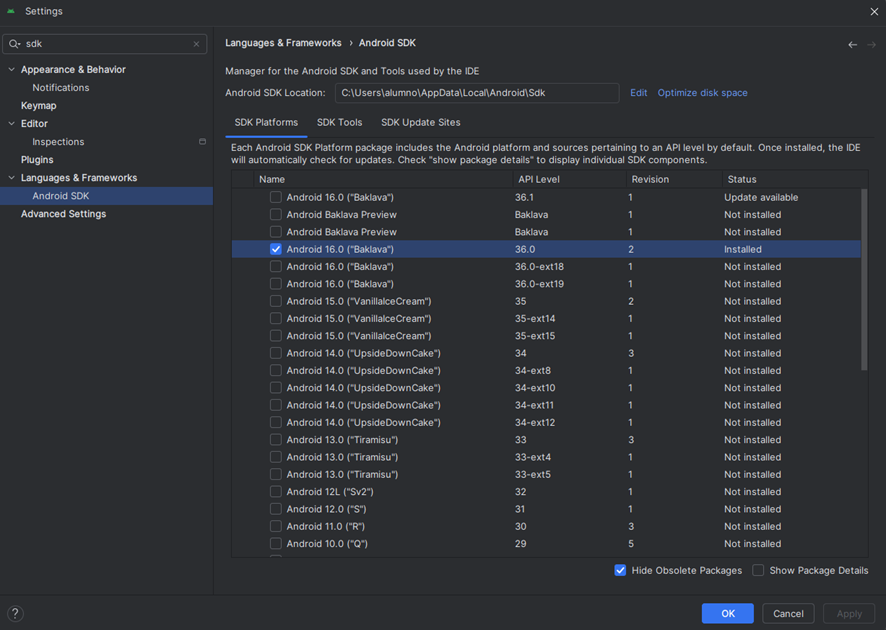 Settings
sdk
Appearance & Behavior
Notifications
Keymap
Editor
Inspections
Plugins
Languages & Frameworks
Android SDK
Advanced Settings
Languages & Frameworks › Android SDK
Manager for the Android SDK and Tools used by the IDE
Android SDK Location: C:\Users\alumno\AppData\Local\Android\Sdk Edit Optimize disk space
SDK Platforms SDK Tools SDK Update Sites
Each Android SDK Platform package includes the Android platform and sources pertaining to an API level by default. Once installed, the IDE
will automatically check for updates. Check "show package details" to display individual SDK components.
Name API Level Revision Status
Android 16.0 ("Baklava") 36.1 1 Update available
Android Baklava Preview Baklava 1 Not installed
Android Baklava Preview Baklava 1 Not installed
Android 16.0 ("Baklava") 36.0 2 Installed
Android 16.0 ("Baklava") 36.0-ext18 1 Not installed
Android 16.0 ("Baklava") 36.0-ext19 1 Not installed
Android 15.0 ("VanillaIceCream") 35 2 Not installed
Android 15.0 ("VanillaIceCream") 35-ext14 1 Not installed
Android 15.0 ("VanillaIceCream") 35-ext15 1 Not installed
Android 14.0 ("UpsideDownCake") 34 3 Not installed
Android 14.0 ("UpsideDownCake") 34-ext8 1 Not installed
Android 14.0 ("UpsideDownCake") 34-ext10 1 Not installed
Android 14.0 ("UpsideDownCake") 34-ext11 1 Not installed
Android 14.0 ("UpsideDownCake") 34-ext12 1 Not installed
Android 13.0 ("Tiramisu") 33 3 Not installed
Android 13.0 ("Tiramisu") 33-ext4 1 Not installed
Android 13.0 ("Tiramisu") 33-ext5 1 Not installed
Android 12L ("Sv2") 32 1 Not installed
Android 12.0 ("S") 31 1 Not installed
Android 11.0 ("R") 30 3 Not installed
Android 10.0 ("Q") 29 5 Not installed
Hide Obsolete Packages Show Package Details
? OK Cancel Apply